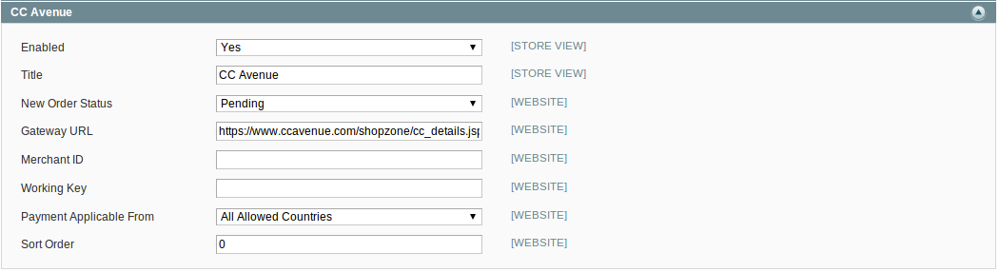 CC Avenue
Enabled Yes [STORE VIEW]
Title CC Avenue [STORE VIEW]
New Order Status Pending [WEBSITE]
Gateway URL https://www.ccavenue.com/shopzone/cc_details.jsp [WEBSITE]
Merchant ID [WEBSITE]
Working Key [WEBSITE]
Payment Applicable From All Allowed Countries [WEBSITE]
Sort Order 0 [WEBSITE]